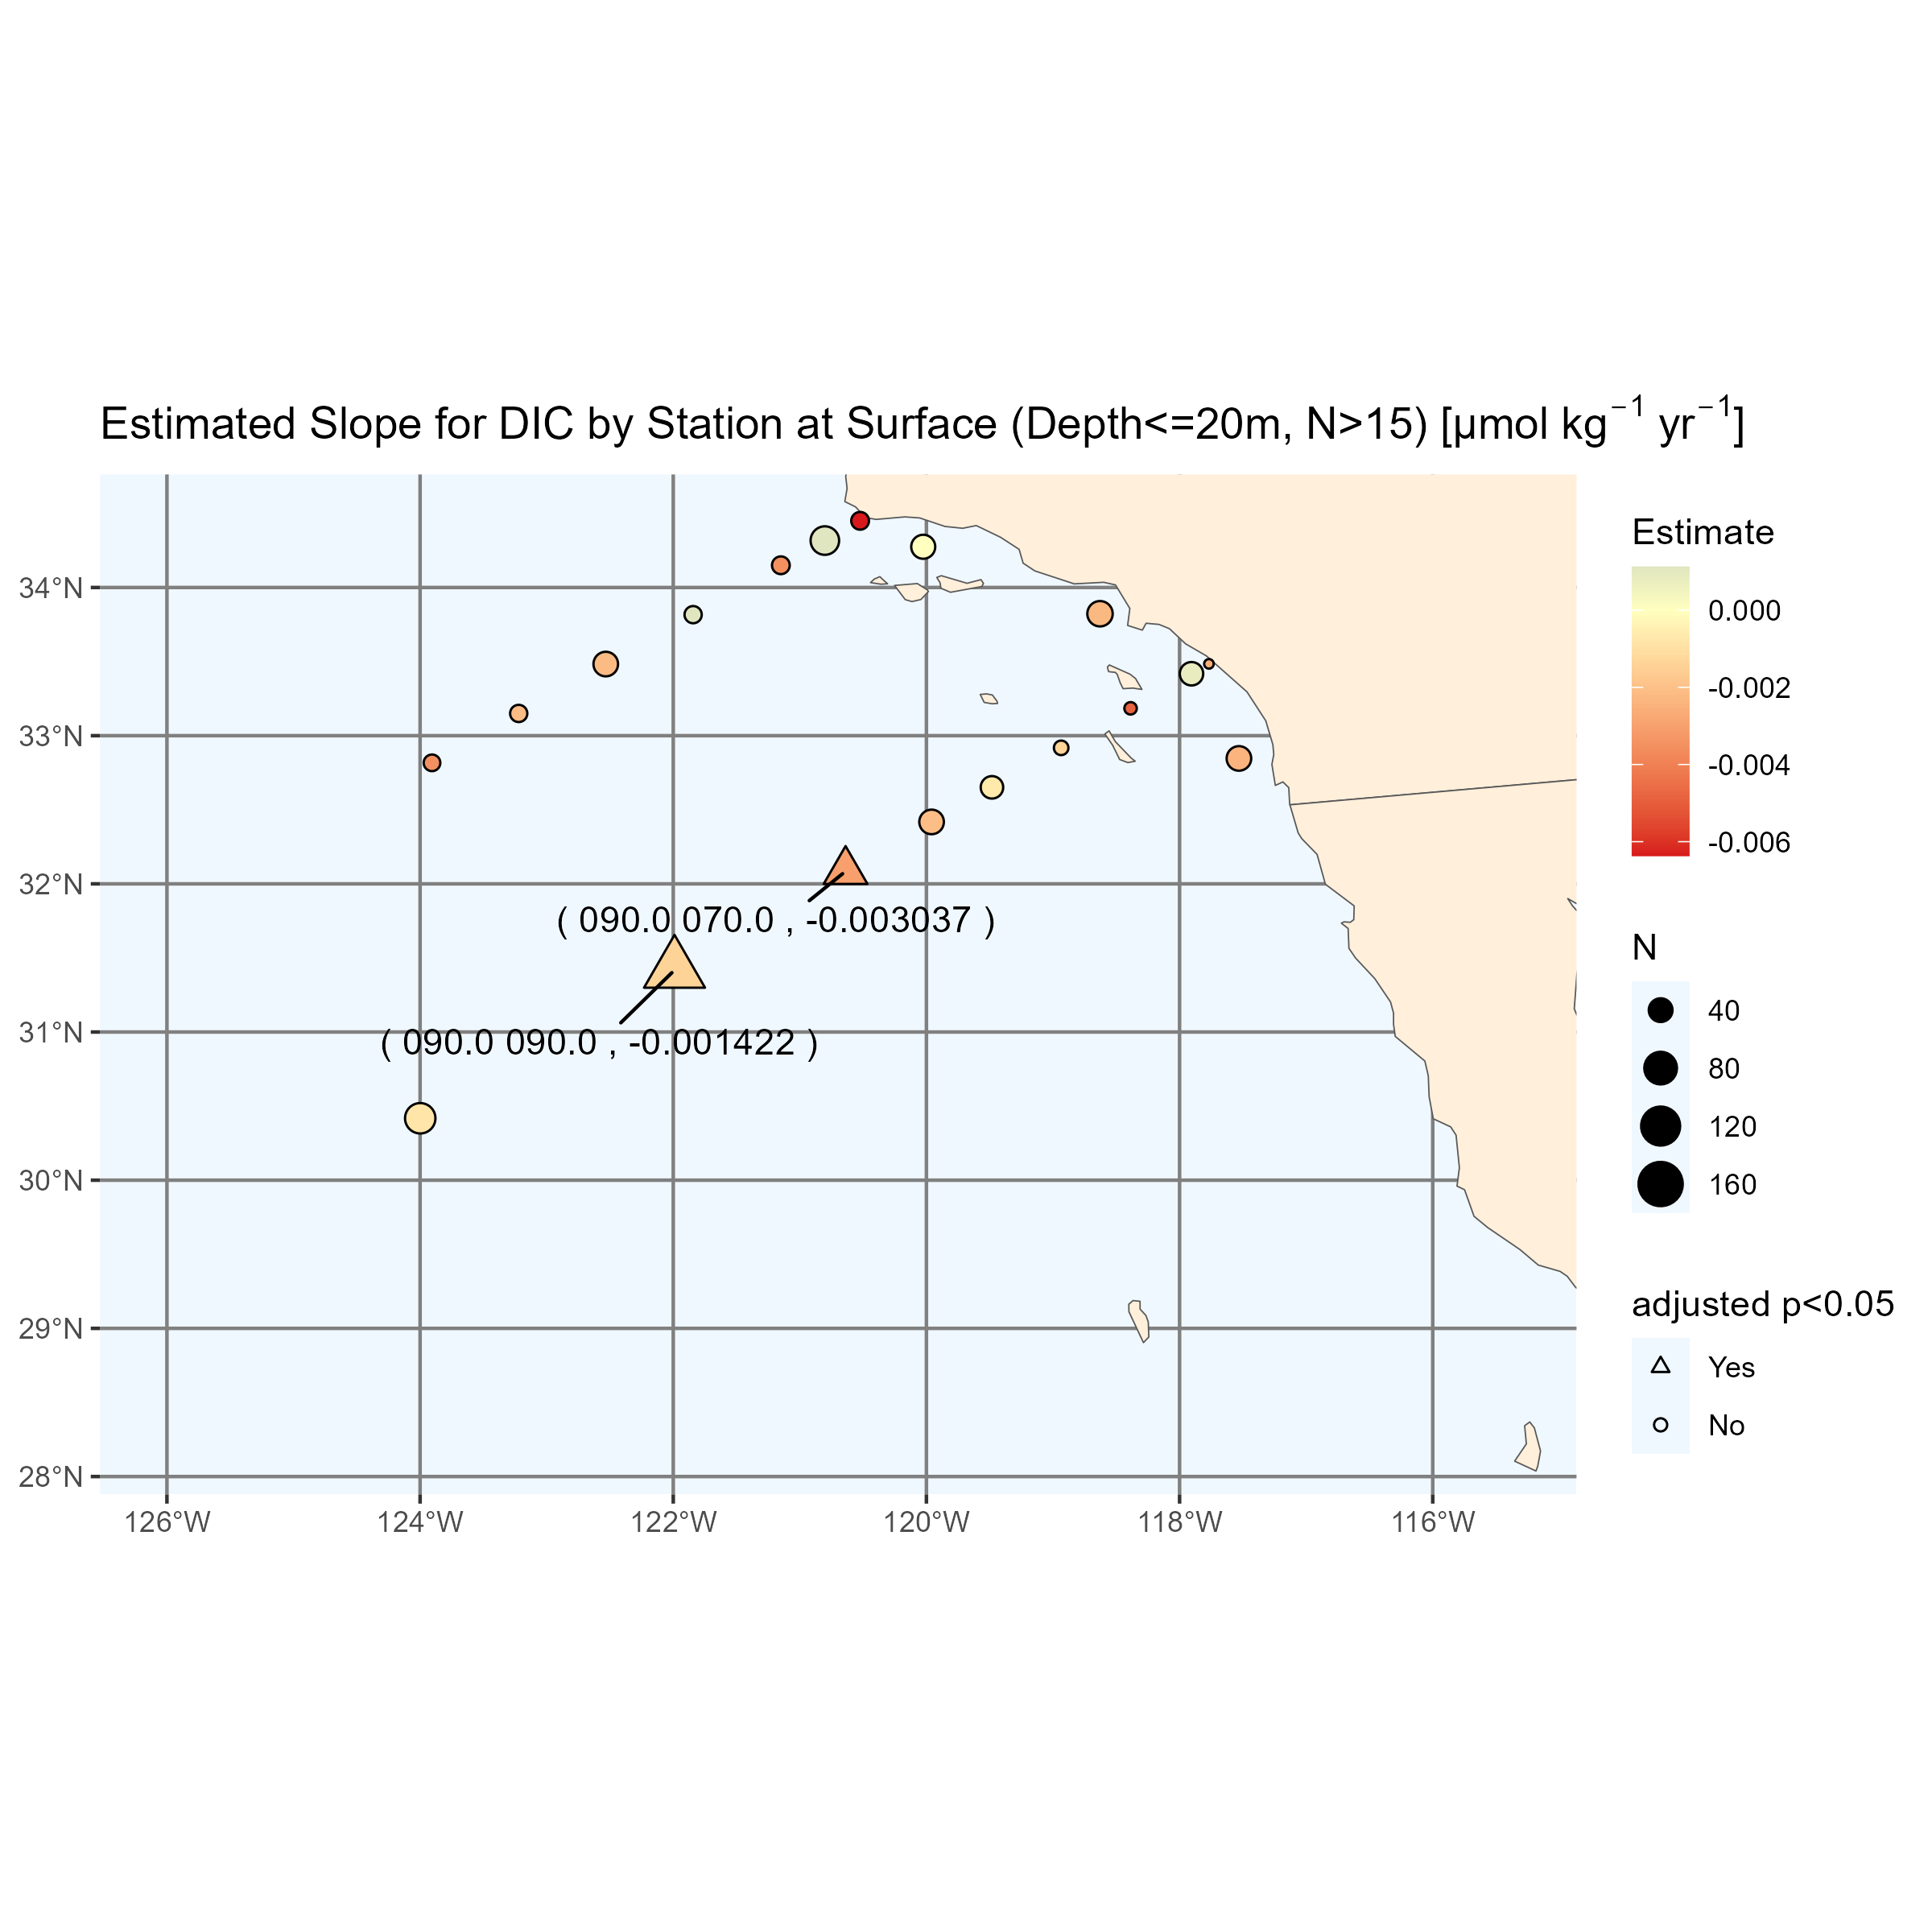 Estimated Slope for DIC by Station at Surface (Depth<=20m, N>15) [μmol kg⁻¹ yr⁻¹]
34°N
33°N
32°N
31°N
30°N
29°N
28°N
( 090.0 070.0 , -0.003037 )
( 090.0 090.0 , -0.001422 )
126°W
124°W
122°W
120°W
118°W
116°W
Estimate
0.000
-0.002
-0.004
-0.006
N
40
80
120
160
adjusted p<0.05
Yes
No